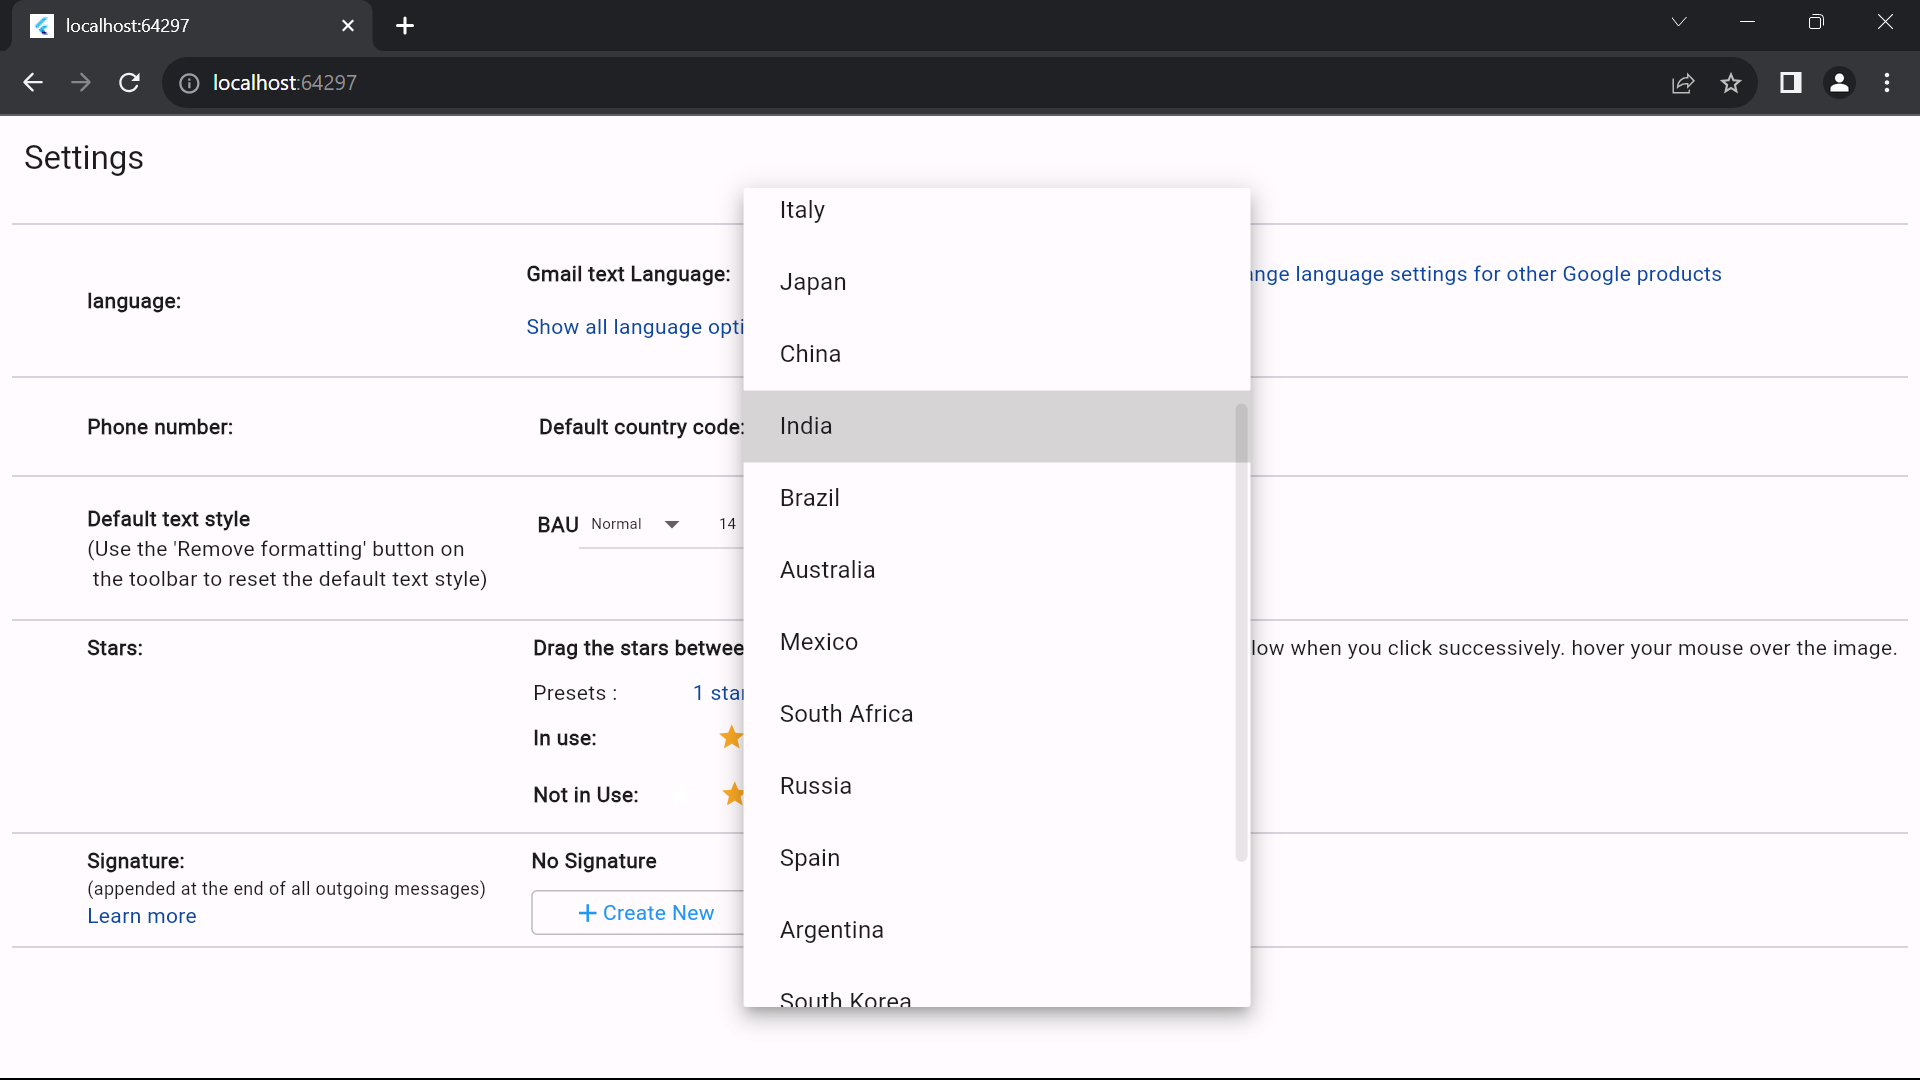 localhost:64297
localhost:64297
Settings
language:
Gmail text Language:
ange language settings for other Google products
Show all language opti
Phone number:
Default country code:
Default text style
(Use the 'Remove formatting' button on
the toolbar to reset the default text style)
BAU Normal 14
Stars:
Drag the stars betwee
low when you click successively. hover your mouse over the image.
Presets : 1 star
In use:
Not in Use:
Signature:
(appended at the end of all outgoing messages)
Learn more
No Signature
+ Create New
Italy
Japan
China
India
Brazil
Australia
Mexico
South Africa
Russia
Spain
Argentina
South Korea